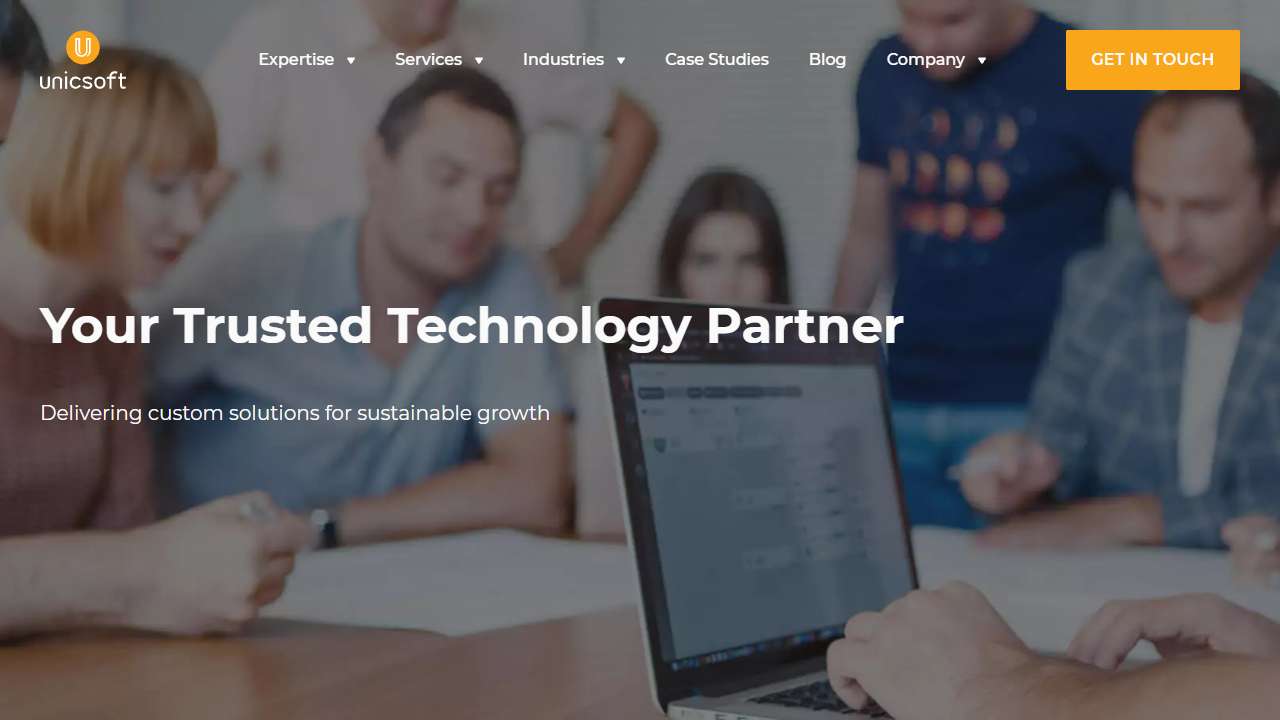 unicsoft
Expertise
Services
Industries
Case Studies
Blog
Company
GET IN TOUCH
Your Trusted Technology Partner
Delivering custom solutions for sustainable growth